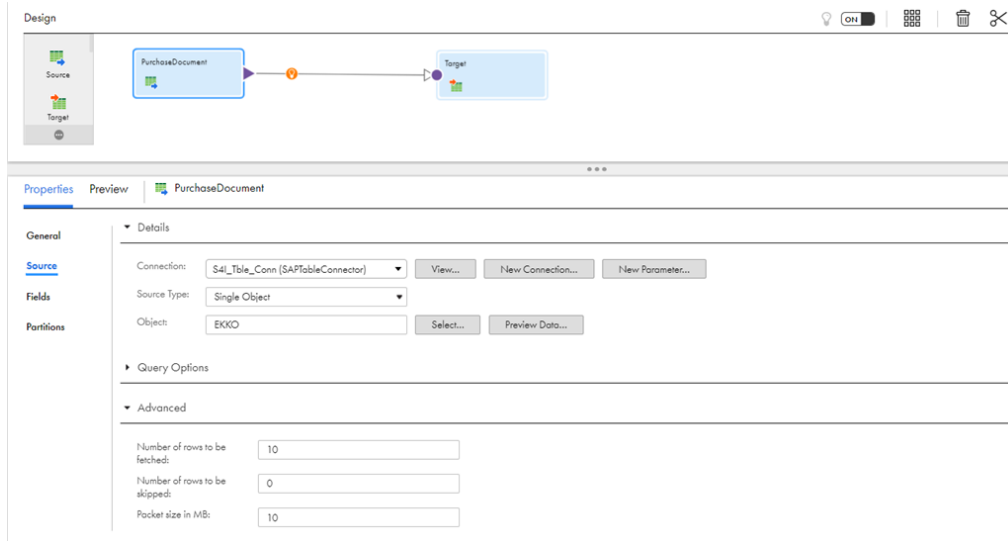 Design
ON
Source
Target
PurchaseDocument
Target
Properties
Preview
PurchaseDocument
General
Source
Fields
Partitions
Details
Connection:
S4I_Tble_Conn (SAPTableConnector)
View...
New Connection...
New Parameter...
Source Type:
Single Object
Object:
EKKO
Select...
Preview Data...
Query Options
Advanced
Number of rows to be
fetched:
10
Number of rows to be
skipped:
0
Packet size in MB:
10